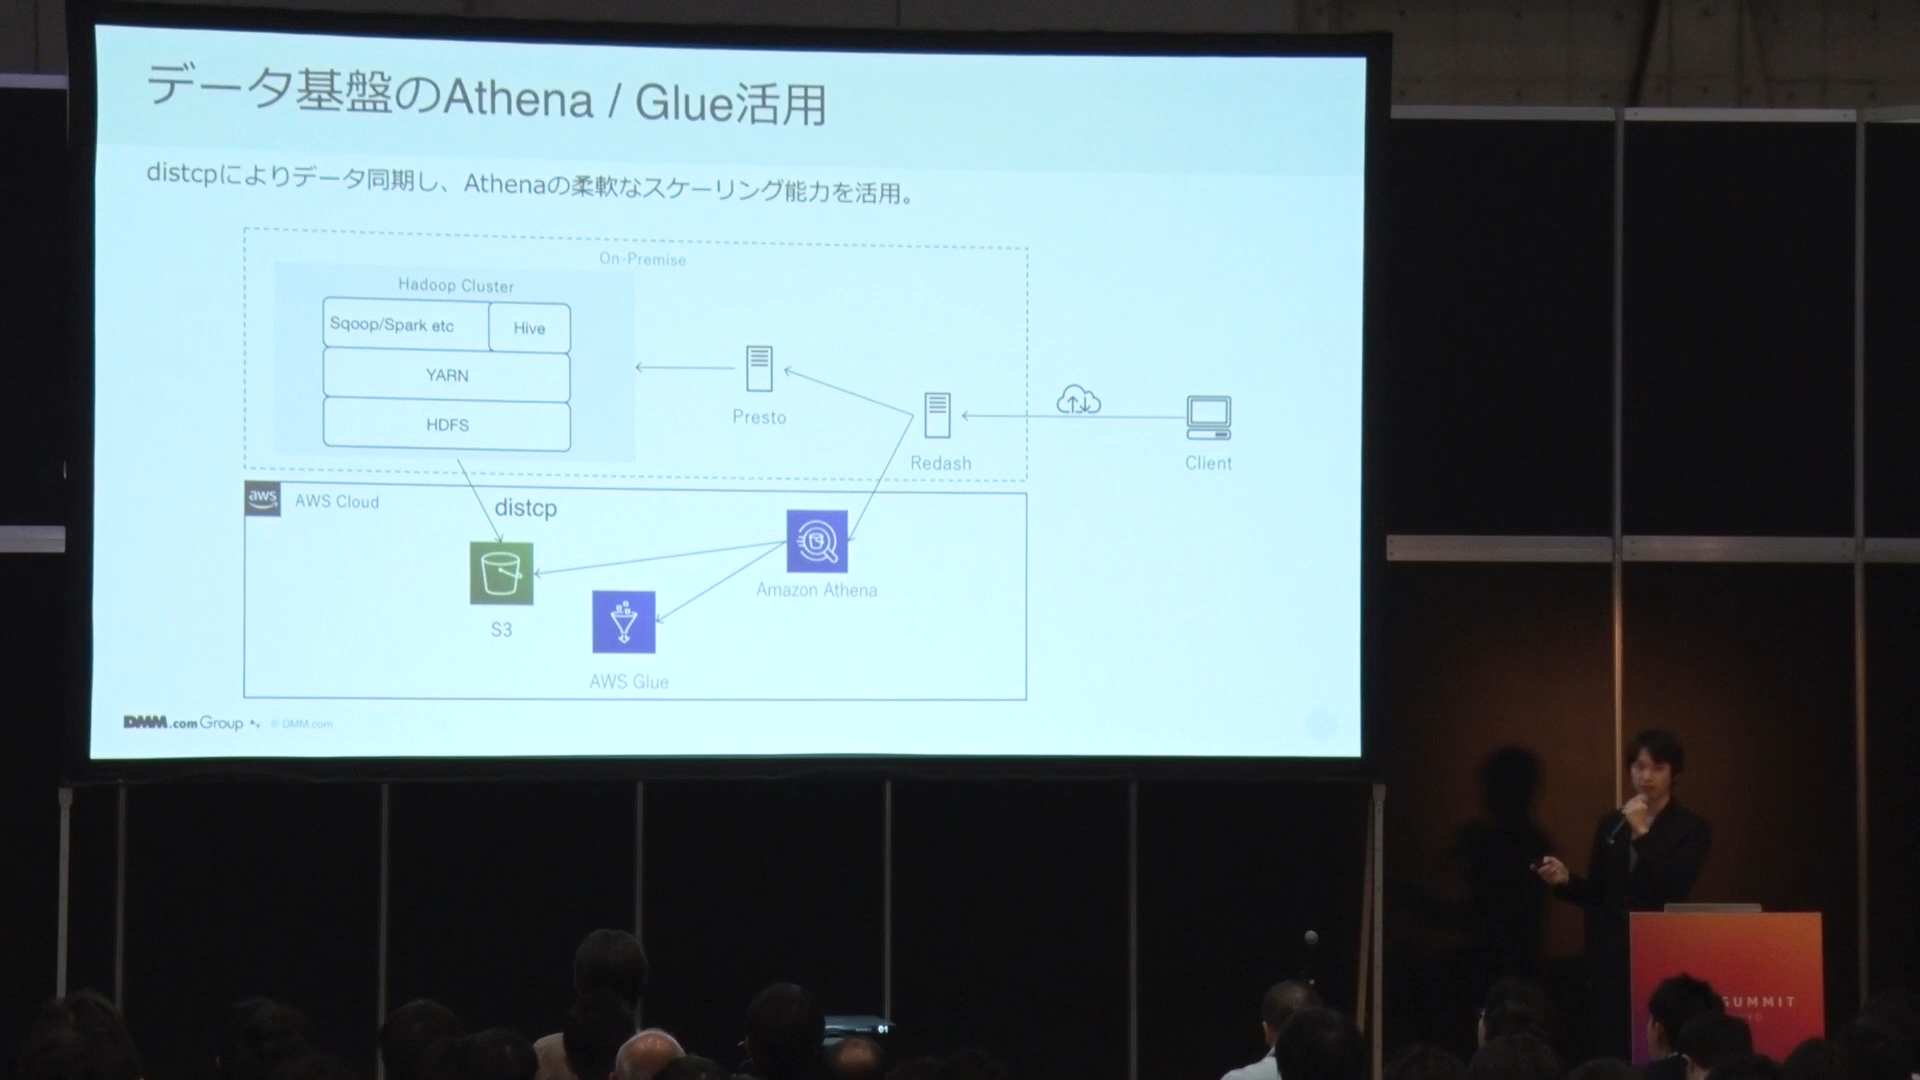 データ基盤のAthena / Glue活用
distcpによりデータ同期し、Athenaの柔軟なスケーリング能力を活用。
On-Premise
Hadoop Cluster
Sqoop/Spark etc
Hive
YARN
HDFS
Presto
Redash
Client
aws
AWS Cloud
distcp
S3
Amazon Athena
AWS Glue
DMM.com Group
© DMM.com
SUMMIT